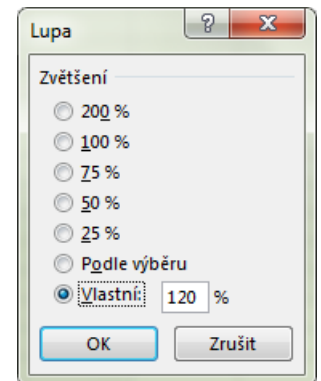 Lupa
Zvětšení
200 %
100 %
75 %
50 %
25 %
Podle výběru
Vlastní: 120 %
OK Zrušit